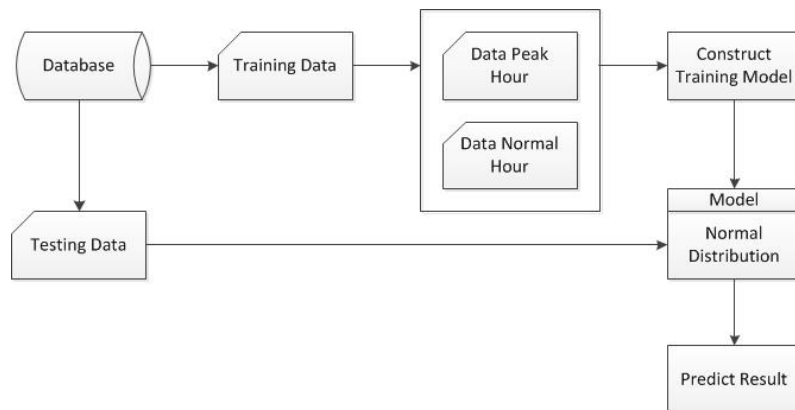 Database
Training Data
Data Peak
Hour
Data Normal
Hour
Construct
Training Model
Testing Data
Model
Normal
Distribution
Predict Result